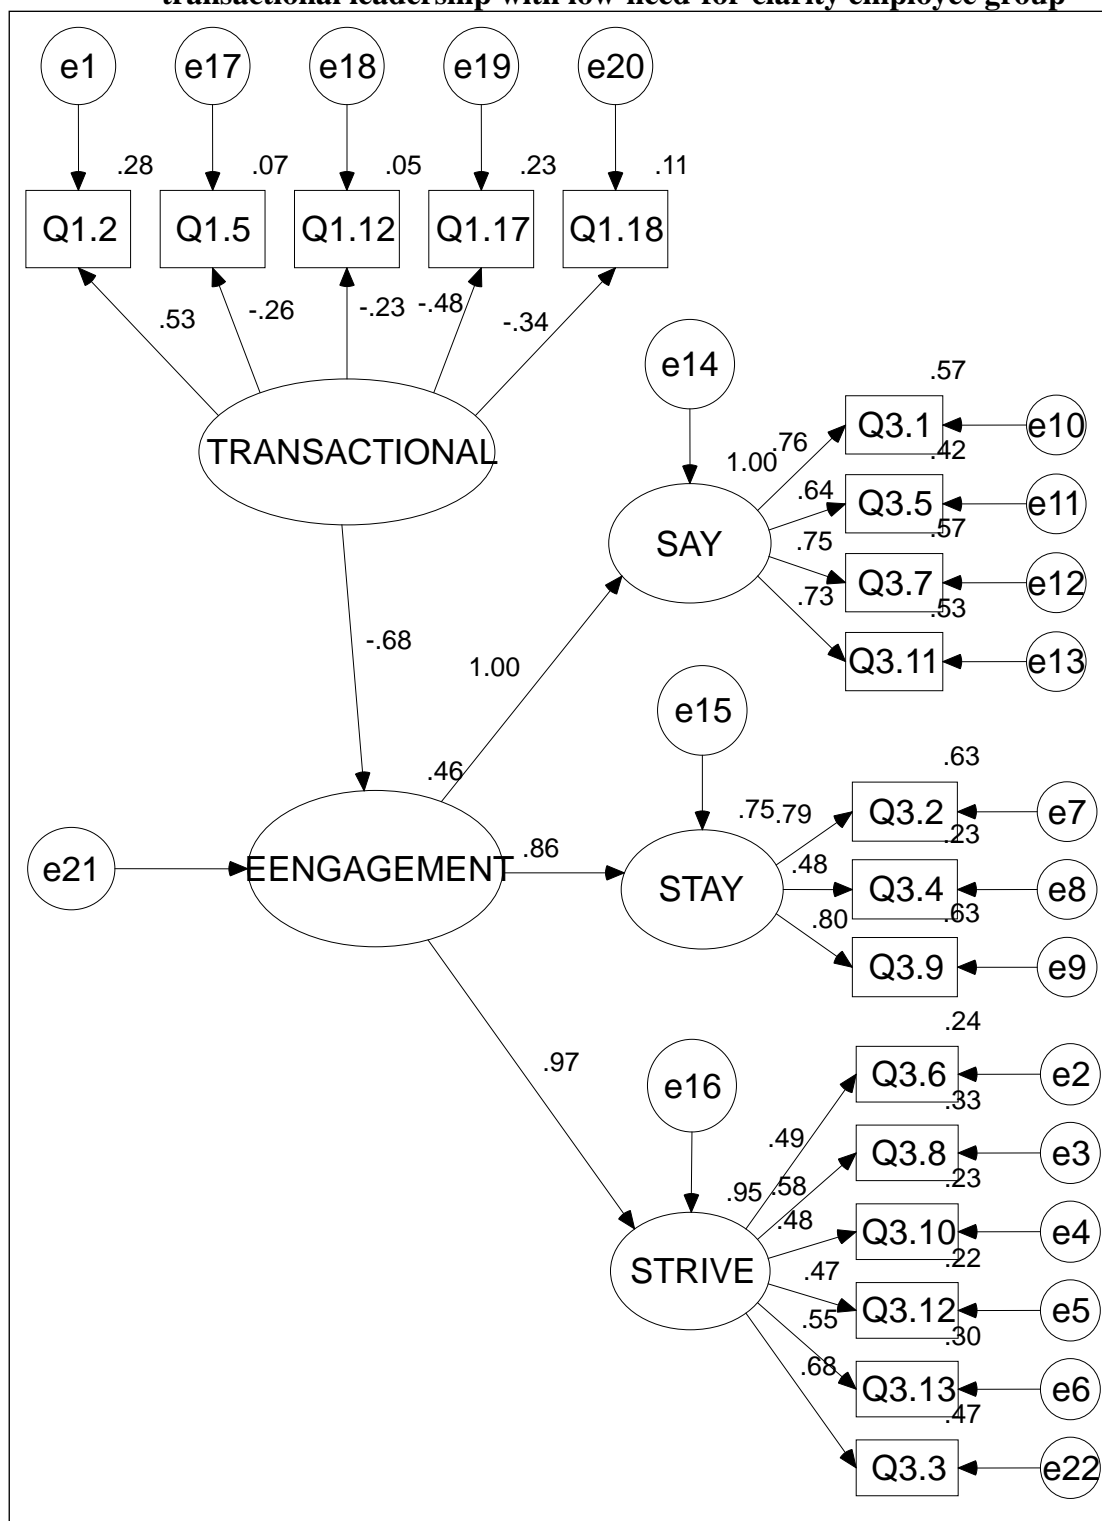 transactional leadership with low need for clarity employee group
e1 e17 e18 e19 e20
.28 .07 .05 .23 .11
Q1.2 Q1.5 Q1.12 Q1.17 Q1.18
.53 -.26 -.23 -.48 -.34
TRANSACTIONAL
-.68
e14
.57
Q3.1 e10
.76
1.00
.42
.64
Q3.5 e11
SAY
.75
.57
Q3.7 e12
.73
.53
Q3.11 e13
1.00
e15
.63
.46
.75 .79
Q3.2 e7
.23
.86
.48
e21
EENGAGEMENT
STAY
Q3.4 e8
.80
.63
Q3.9 e9
.24
.97
e16
Q3.6 e2
.33
.49
Q3.8 e3
.23
.95 .58
.48
Q3.10 e4
.22
STRIVE
.47
Q3.12 e5
.55
.30
.68
Q3.13 e6
.47
Q3.3 e22